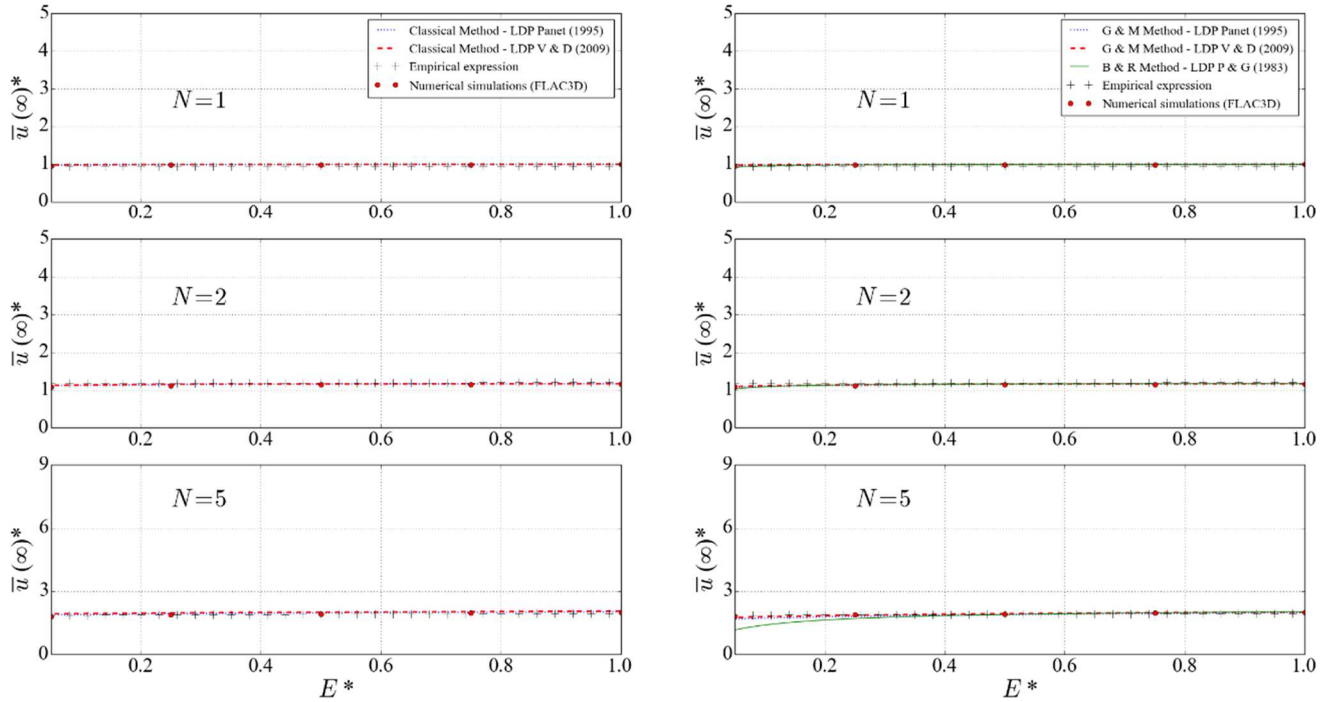 5
4
3
2
1
0
Classical Method - LDP Panet (1995)
Classical Method - LDP V & D (2009)
Empirical expression
Numerical simulations (FLAC3D)
N=1
u̅(∞)*
0.2 0.4 0.6 0.8 1.0
5
4
3
2
1
0
N=2
u̅(∞)*
0.2 0.4 0.6 0.8 1.0
9
6
3
0
N=5
u̅(∞)*
0.2 0.4 0.6 0.8 1.0
E*
5
4
3
2
1
0
G & M Method - LDP Panet (1995)
G & M Method - LDP V & D (2009)
B & R Method - LDP P & G (1983)
Empirical expression
Numerical simulations (FLAC3D)
N=1
u̅(∞)*
0.2 0.4 0.6 0.8 1.0
5
4
3
2
1
0
N=2
u̅(∞)*
0.2 0.4 0.6 0.8 1.0
9
6
3
0
N=5
u̅(∞)*
0.2 0.4 0.6 0.8 1.0
E*